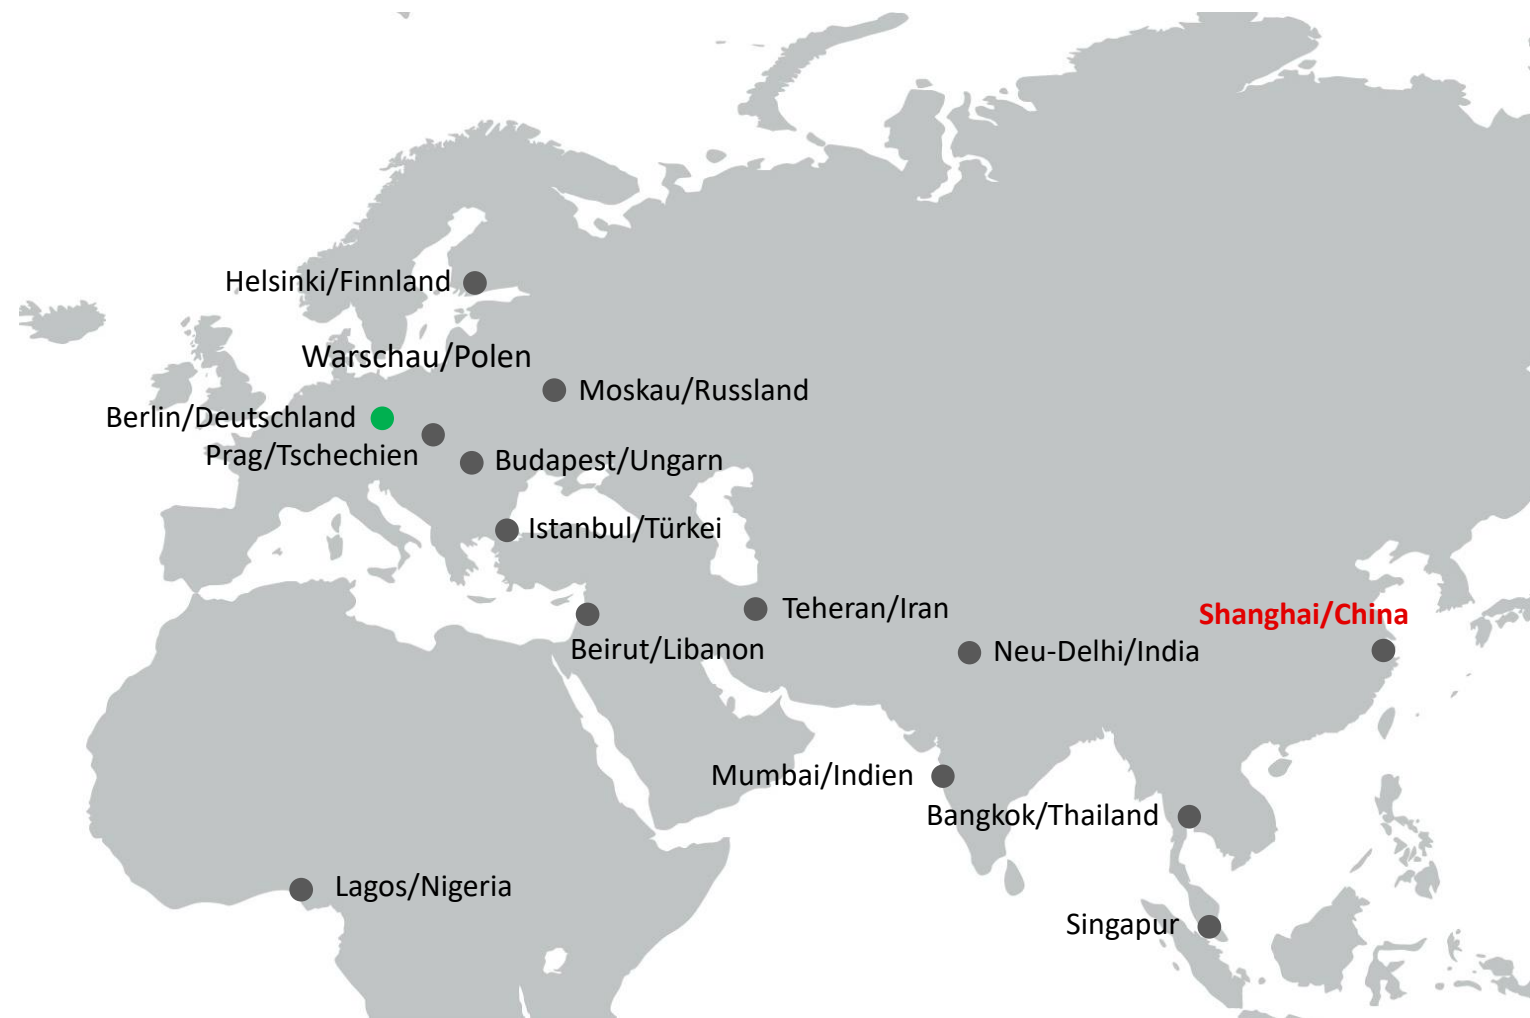 Helsinki/Finnland
Warschau/Polen
Moskau/Russland
Berlin/Deutschland
Prag/Tschechien
Budapest/Ungarn
Istanbul/Türkei
Teheran/Iran
Shanghai/China
Beirut/Libanon
Neu-Delhi/India
Mumbai/Indien
Bangkok/Thailand
Lagos/Nigeria
Singapur